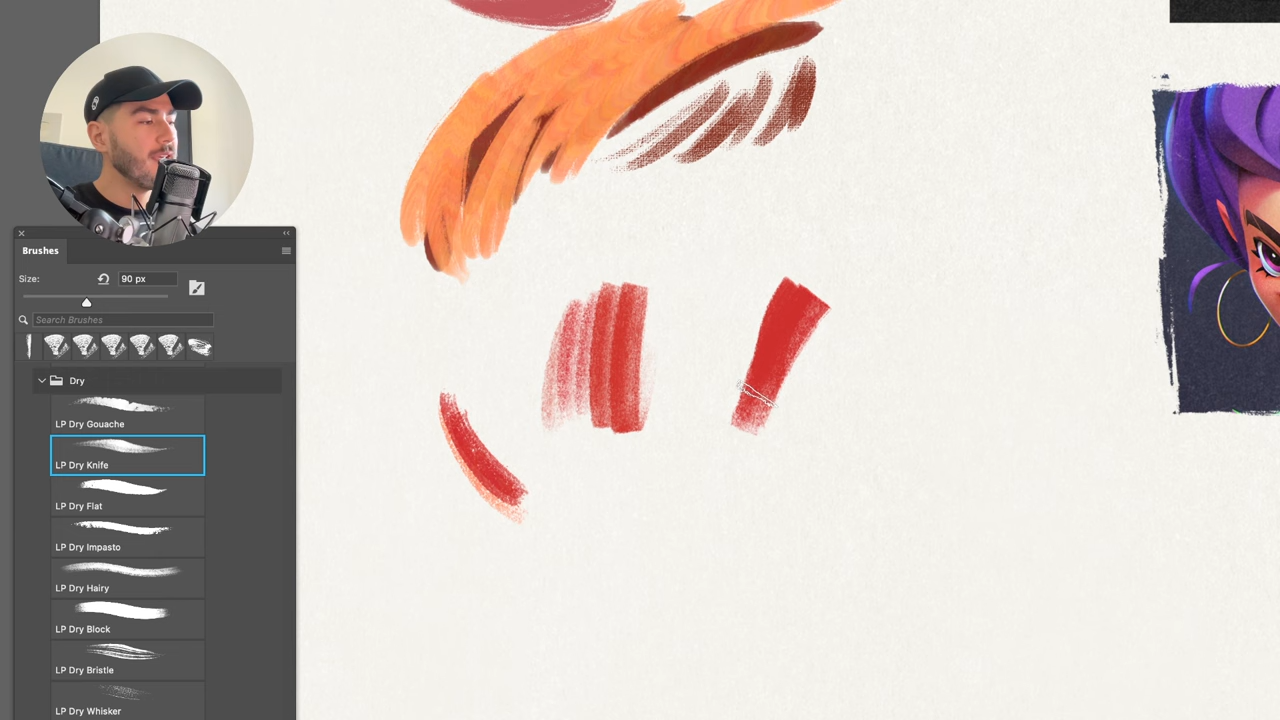 Brushes
Size:
90 px
Search Brushes
Dry
LP Dry Gouache
LP Dry Knife
LP Dry Flat
LP Dry Impasto
LP Dry Hairy
LP Dry Block
LP Dry Bristle
LP Dry Whisker